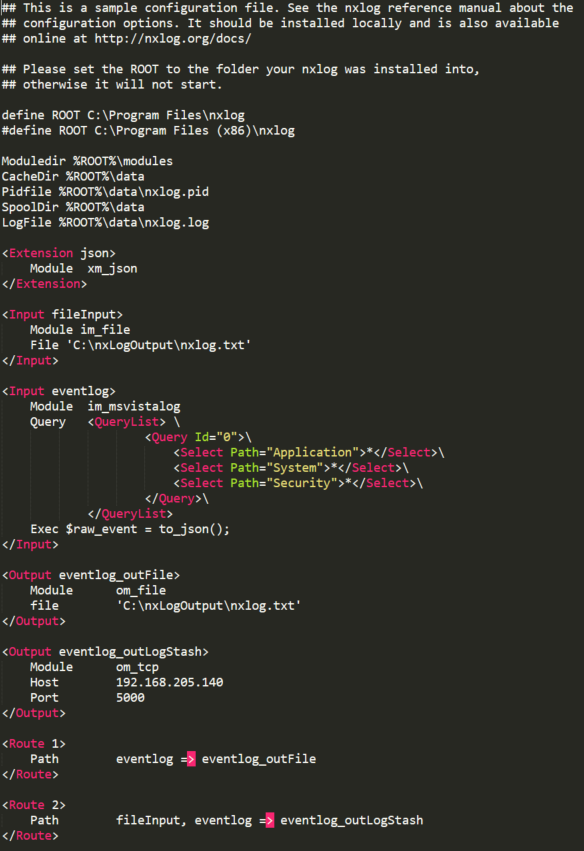 ## This is a sample configuration file. See the nxlog reference manual about the
## configuration options. It should be installed locally and is also available
## online at http://nxlog.org/docs/

## Please set the ROOT to the folder your nxlog was installed into,
## otherwise it will not start.

define ROOT C:\Program Files\nxlog
#define ROOT C:\Program Files (x86)\nxlog

Moduledir %ROOT%\modules
CacheDir %ROOT%\data
Pidfile %ROOT%\data\nxlog.pid
SpoolDir %ROOT%\data
LogFile %ROOT%\data\nxlog.log

<Extension json>
    Module  xm_json
</Extension>

<Input fileInput>
    Module im_file
    File 'C:\nxLogOutput\nxlog.txt'
</Input>

<Input eventlog>
    Module  im_msvistalog
    Query   <QueryList> \
                    <Query Id="0">\
                        <Select Path="Application">*</Select>\
                        <Select Path="System">*</Select>\
                        <Select Path="Security">*</Select>\
                    </Query>\
            </QueryList>
    Exec $raw_event = to_json();
</Input>

<Output eventlog_outFile>
    Module      om_file
    file        'C:\nxLogOutput\nxlog.txt'
</Output>

<Output eventlog_outLogStash>
    Module      om_tcp
    Host        192.168.205.140
    Port        5000
</Output>

<Route 1>
    Path        eventlog => eventlog_outFile
</Route>

<Route 2>
    Path        fileInput, eventlog => eventlog_outLogStash
</Route>